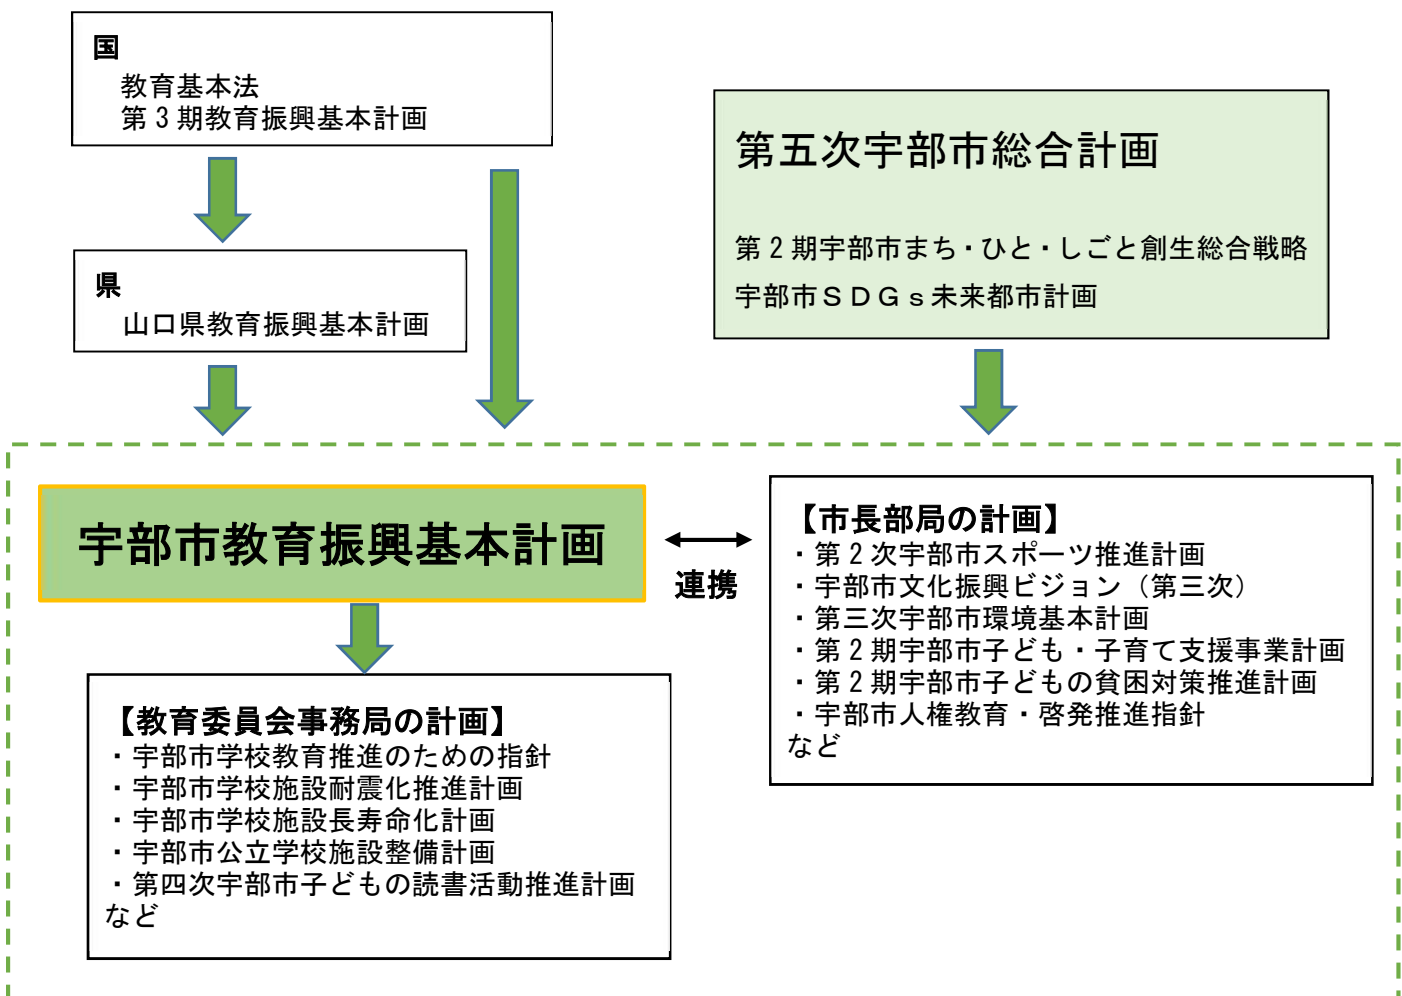 国
教育基本法
第3期教育振興基本計画
県
山口県教育振興基本計画
第五次宇部市総合計画
第2期宇部市まち・ひと・しごと創生総合戦略
宇部市SDGs未来都市計画
宇部市教育振興基本計画
連携
【市長部局の計画】
・第2次宇部市スポーツ推進計画
・宇部市文化振興ビジョン（第三次）
・第三次宇部市環境基本計画
・第2期宇部市子ども・子育て支援事業計画
・第2期宇部市子どもの貧困対策推進計画
・宇部市人権教育・啓発推進指針
など
【教育委員会事務局の計画】
・宇部市学校教育推進のための指針
・宇部市学校施設耐震化推進計画
・宇部市学校施設長寿命化計画
・宇部市公立学校施設整備計画
・第四次宇部市子どもの読書活動推進計画
など